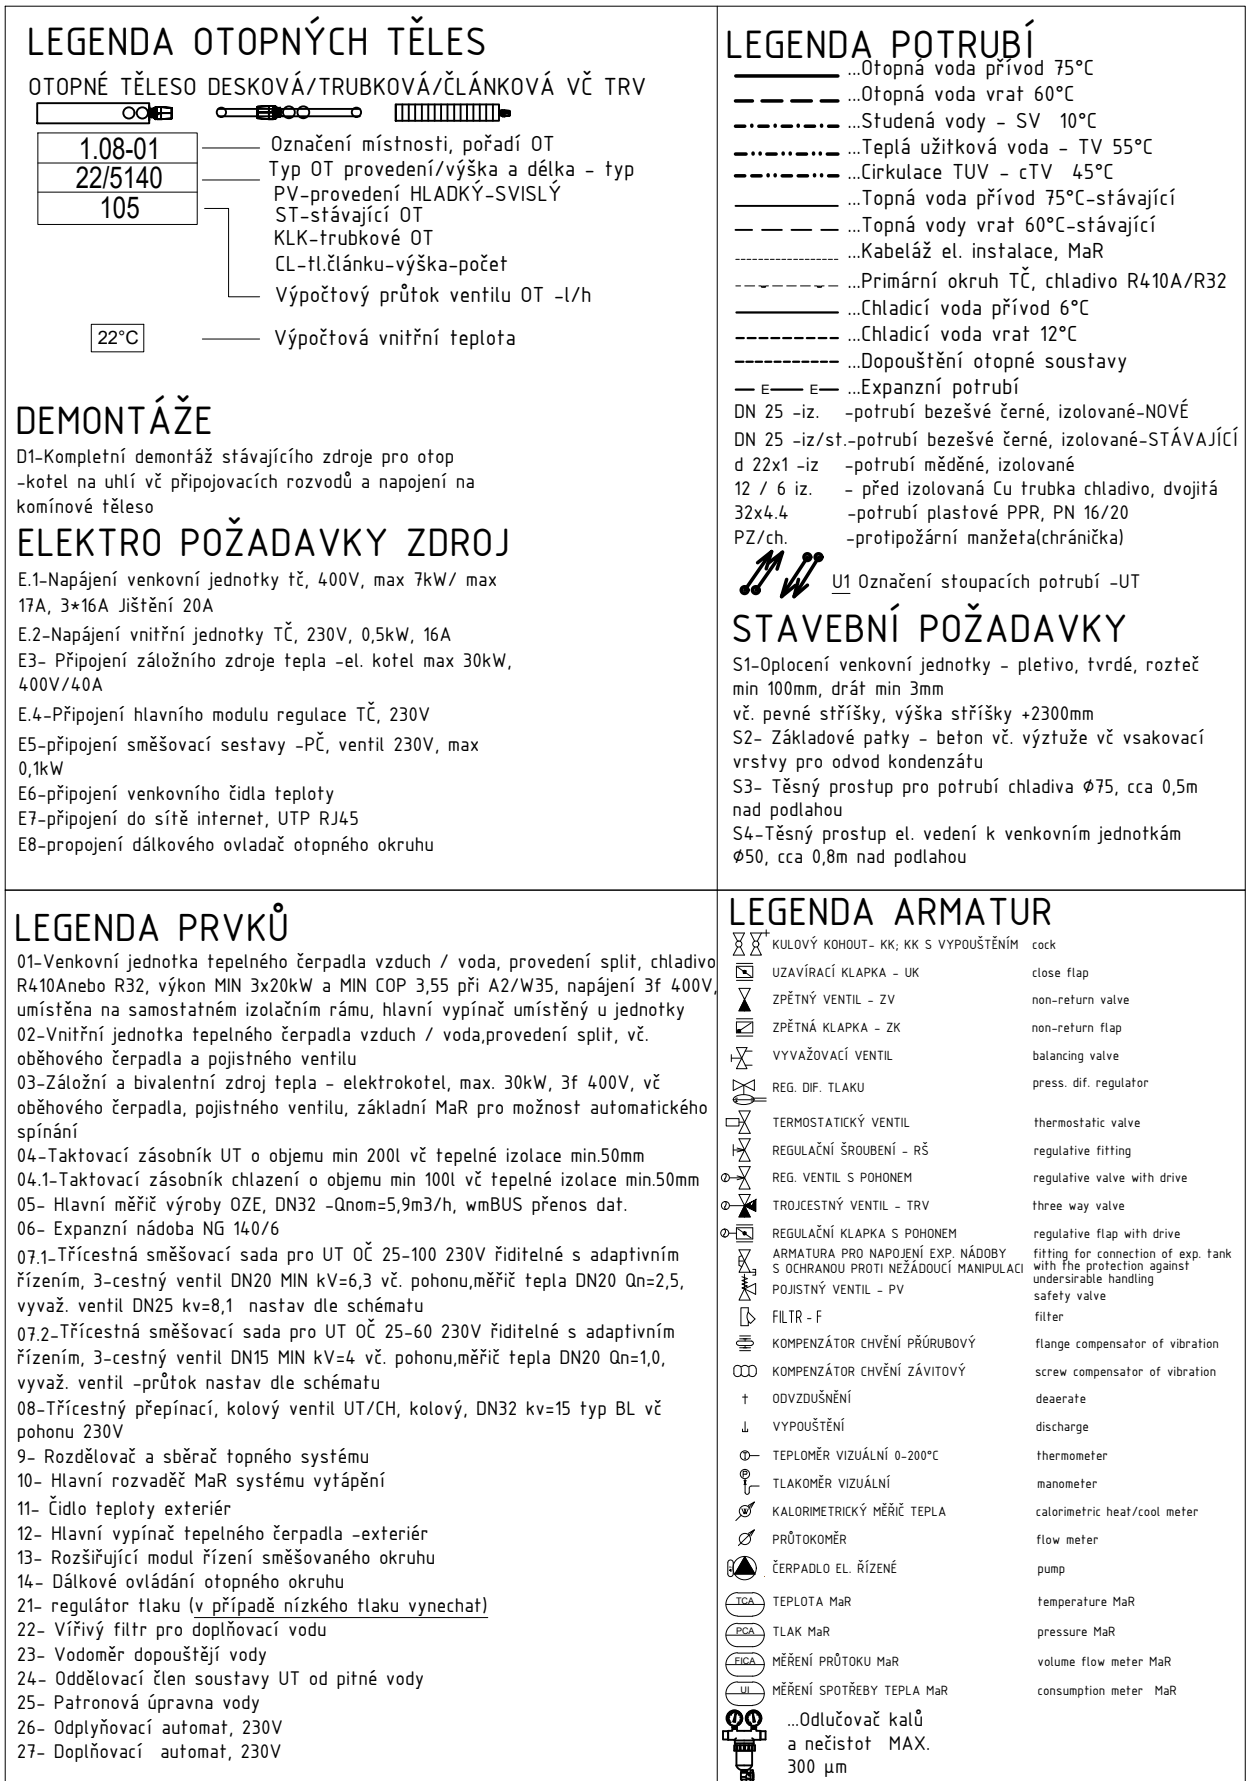 LEGENDA OTOPNÝCH TĚLES
OTOPNÉ TĚLESO DESKOVÁ/TRUBKOVÁ/ČLÁNKOVÁ VČ TRV
1.08-01
22/5140
105
Označení místnosti, pořadí OT
Typ OT provedení/výška a délka - typ
PV-provedení HLADKÝ-SVISLÝ
ST-stávající OT
KLK-trubkové OT
CL-tl.článku-výška-počet
Výpočtový průtok ventilu OT -l/h
22°C
Výpočtová vnitřní teplota
DEMONTÁŽE
D1-Kompletní demontáž stávajícího zdroje pro otop
-kotel na uhlí vč připojovacích rozvodů a napojení na
komínové těleso
ELEKTRO POŽADAVKY ZDROJ
E.1-Napájení venkovní jednotky tč, 400V, max 7kW/ max
17A, 3*16A Jištění 20A
E.2-Napájení vnitřní jednotky TČ, 230V, 0,5kW, 16A
E3- Připojení záložního zdroje tepla -el. kotel max 30kW,
400V/40A
E.4-Připojení hlavního modulu regulace TČ, 230V
E5-připojení směšovací sestavy -PČ, ventil 230V, max
0,1kW
E6-připojení venkovního čidla teploty
E7-připojení do sítě internet, UTP RJ45
E8-propojení dálkového ovladač otopného okruhu
LEGENDA POTRUBÍ
...Otopná voda přívod 75°C
...Otopná voda vrat 60°C
...Studená vody - SV 10°C
...Teplá užitková voda - TV 55°C
...Cirkulace TUV - cTV 45°C
...Topná voda přívod 75°C-stávající
...Topná vody vrat 60°C-stávající
...Kabeláž el. instalace, MaR
...Primární okruh TČ, chladivo R410A/R32
...Chladicí voda přívod 6°C
...Chladicí voda vrat 12°C
...Dopouštění otopné soustavy
E E ...Expanzní potrubí
DN 25 -iz. -potrubí bezešvé černé, izolované-NOVÉ
DN 25 -iz/st.-potrubí bezešvé černé, izolované-STÁVAJÍCÍ
d 22x1 -iz -potrubí měděné, izolované
12 / 6 iz. - před izolovaná Cu trubka chladivo, dvojitá
32x4.4 -potrubí plastové PPR, PN 16/20
PZ/ch. -protipožární manžeta(chránička)
U1 Označení stoupacích potrubí -UT
STAVEBNÍ POŽADAVKY
S1-Oplocení venkovní jednotky - pletivo, tvrdé, rozteč
min 100mm, drát min 3mm
vč. pevné stříšky, výška stříšky +2300mm
S2- Základové patky - beton vč. výztuže vč vsakovací
vrstvy pro odvod kondenzátu
S3- Těsný prostup pro potrubí chladiva Ø75, cca 0,5m
nad podlahou
S4-Těsný prostup el. vedení k venkovním jednotkám
Ø50, cca 0,8m nad podlahou
LEGENDA PRVKŮ
01-Venkovní jednotka tepelného čerpadla vzduch / voda, provedení split, chladivo
R410Anebo R32, výkon MIN 3x20kW a MIN COP 3,55 při A2/W35, napájení 3f 400V,
umístěna na samostatném izolačním rámu, hlavní vypínač umístěný u jednotky
02-Vnitřní jednotka tepelného čerpadla vzduch / voda,provedení split, vč.
oběhového čerpadla a pojistného ventilu
03-Záložní a bivalentní zdroj tepla - elektrokotel, max. 30kW, 3f 400V, vč
oběhového čerpadla, pojistného ventilu, základní MaR pro možnost automatického
spínání
04-Taktovací zásobník UT o objemu min 200l vč tepelné izolace min.50mm
04.1-Taktovací zásobník chlazení o objemu min 100l vč tepelné izolace min.50mm
05- Hlavní měřič výroby OZE, DN32 -Qnom=5,9m3/h, wmBUS přenos dat.
06- Expanzní nádoba NG 140/6
07.1-Třícestná směšovací sada pro UT OČ 25-100 230V řiditelné s adaptivním
řízením, 3-cestný ventil DN20 MIN kV=6,3 vč. pohonu,měřič tepla DN20 Qn=2,5,
vyvaž. ventil DN25 kv=8,1 nastav dle schématu
07.2-Třícestná směšovací sada pro UT OČ 25-60 230V řiditelné s adaptivním
řízením, 3-cestný ventil DN15 MIN kV=4 vč. pohonu,měřič tepla DN20 Qn=1,0,
vyvaž. ventil -průtok nastav dle schématu
08-Třícestný přepínací, kolový ventil UT/CH, kolový, DN32 kv=15 typ BL vč
pohonu 230V
9- Rozdělovač a sběrač topného systému
10- Hlavní rozvaděč MaR systému vytápění
11- Čidlo teploty exteriér
12- Hlavní vypínač tepelného čerpadla -exteriér
13- Rozšiřující modul řízení směšovaného okruhu
14- Dálkové ovládání otopného okruhu
21- regulátor tlaku (v případě nízkého tlaku vynechat)
22- Vířivý filtr pro doplňovací vodu
23- Vodoměr dopouštějí vody
24- Oddělovací člen soustavy UT od pitné vody
25- Patronová úpravna vody
26- Odplyňovací automat, 230V
27- Doplňovací automat, 230V
LEGENDA ARMATUR
KULOVÝ KOHOUT- KK; KK S VYPOUŠTĚNÍM cock
UZAVÍRACÍ KLAPKA - UK close flap
ZPĚTNÝ VENTIL - ZV non-return valve
ZPĚTNÁ KLAPKA - ZK non-return flap
VYVAŽOVACÍ VENTIL balancing valve
REG. DIF. TLAKU press. dif. regulator
TERMOSTATICKÝ VENTIL thermostatic valve
REGULAČNÍ ŠROUBENÍ - RŠ regulative fitting
REG. VENTIL S POHONEM regulative valve with drive
TROJCESTNÝ VENTIL - TRV three way valve
REGULAČNÍ KLAPKA S POHONEM regulative flap with drive
ARMATURA PRO NAPOJENÍ EXP. NÁDOBY fitting for connection of exp. tank
S OCHRANOU PROTI NEŽÁDOUCÍ MANIPULACI with the protection against
undersirable handling
POJISTNÝ VENTIL - PV safety valve
FILTR - F filter
KOMPENZÁTOR CHVĚNÍ PŘÍRUBOVÝ flange compensator of vibration
KOMPENZÁTOR CHVĚNÍ ZÁVITOVÝ screw compensator of vibration
ODVZDUŠNĚNÍ deaerate
VYPOUŠTĚNÍ discharge
TEPLOMĚR VIZUÁLNÍ 0-200°C thermometer
P TLAKOMĚR VIZUÁLNÍ manometer
KALORIMETRICKÝ MĚŘIČ TEPLA calorimetric heat/cool meter
PRŮTOKOMĚR flow meter
ČERPADLO EL. ŘÍZENÉ pump
TCA TEPLOTA MaR temperature MaR
PCA TLAK MaR pressure MaR
FICA MĚŘENÍ PRŮTOKU MaR volume flow meter MaR
UI MĚŘENÍ SPOTŘEBY TEPLA MaR consumption meter MaR
...Odlučovač kalů
a nečistot MAX.
300 µm